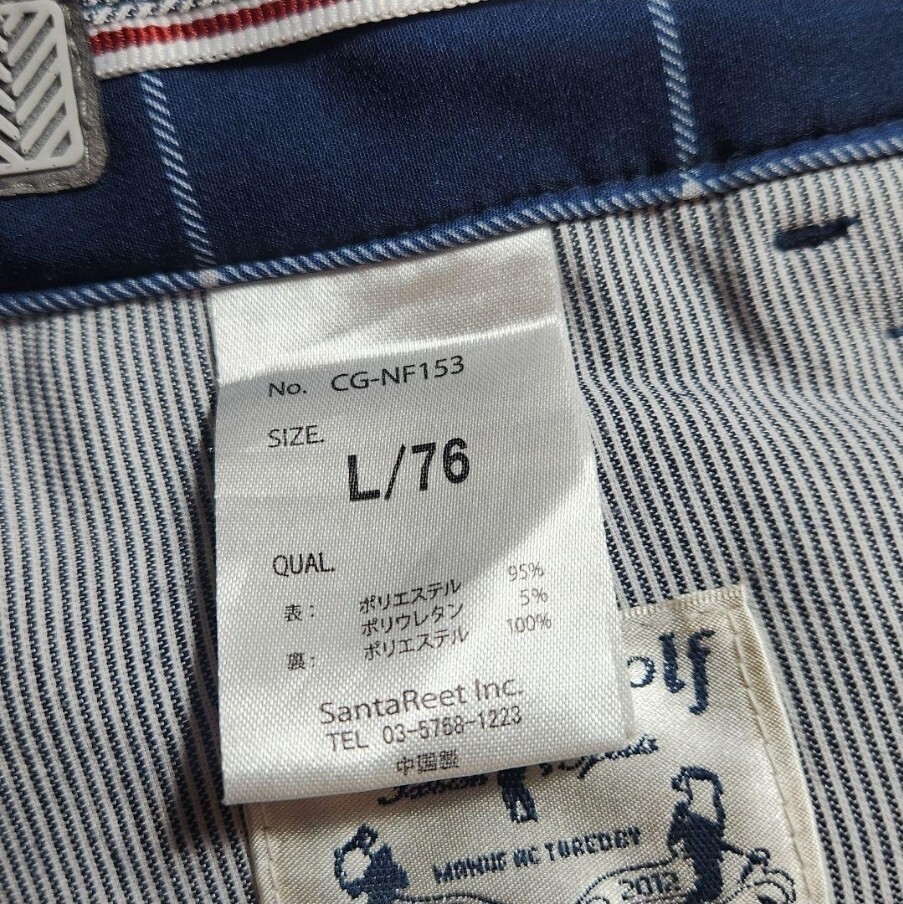 No. CG-NF153
SIZE.
L/76
QUAL.
表: ポリエステル 95%
ポリウレタン 5%
裏: ポリエステル 100%
SantaReet Inc.
TEL 03-5768-1223
中国製
olf
MANUFACTUREDBY
2012